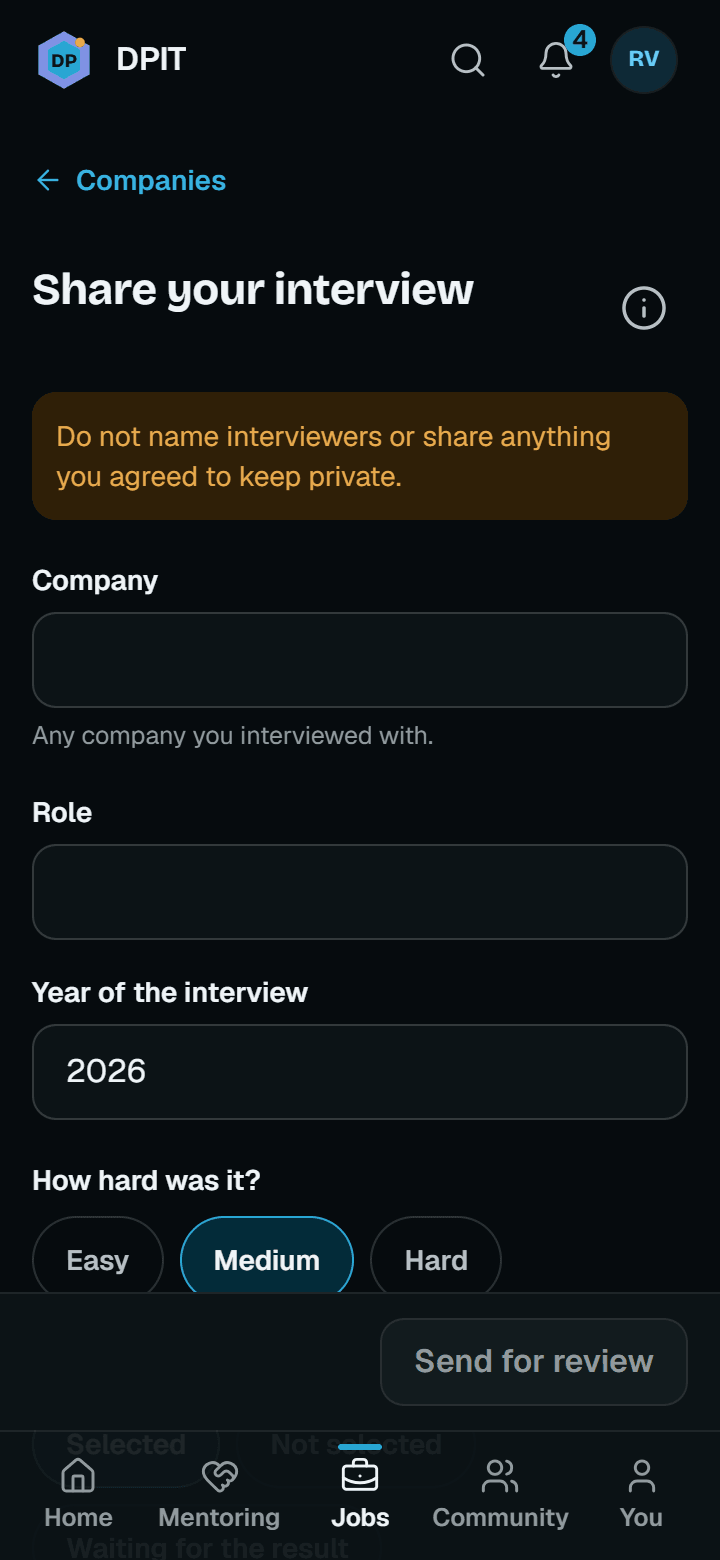 DP
DPIT
4
RV
Companies
Share your interview
Do not name interviewers or share anything
you agreed to keep private.
Company
Any company you interviewed with.
Role
Year of the interview
2026
How hard was it?
Easy
Medium
Hard
Send for review
Selected
Not selected
Home
Mentoring
Jobs
Community
You
Waiting for the result